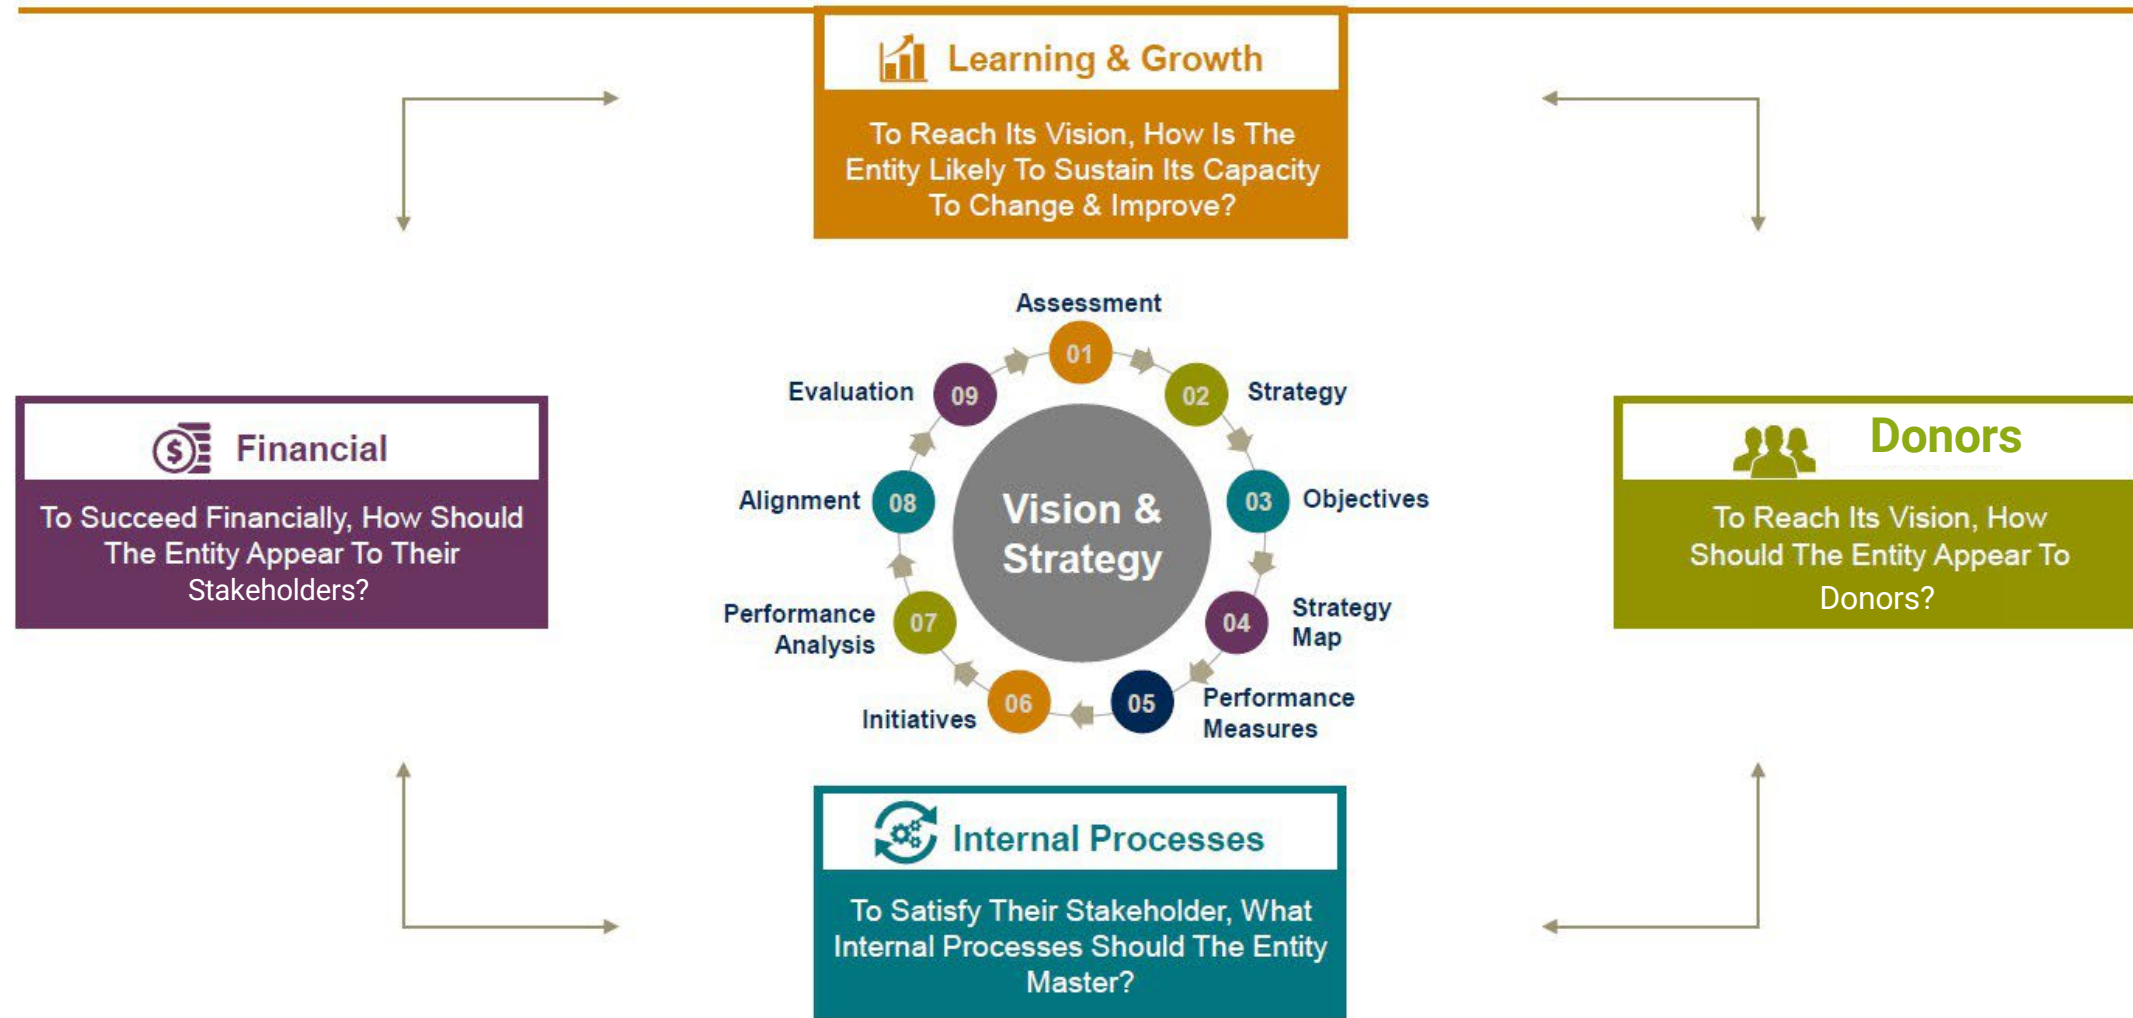 Learning & Growth
To Reach Its Vision, How Is The
Entity Likely To Sustain Its Capacity
To Change & Improve?
Financial
To Succeed Financially, How Should
The Entity Appear To Their
Stakeholders?
Assessment
01
Strategy
02
Objectives
03
Strategy
Map
04
Performance
Measures
05
Initiatives
06
Performance
Analysis
07
Alignment
08
Evaluation
09
Vision &
Strategy
Donors
To Reach Its Vision, How
Should The Entity Appear To
Donors?
Internal Processes
To Satisfy Their Stakeholder, What
Internal Processes Should The Entity
Master?